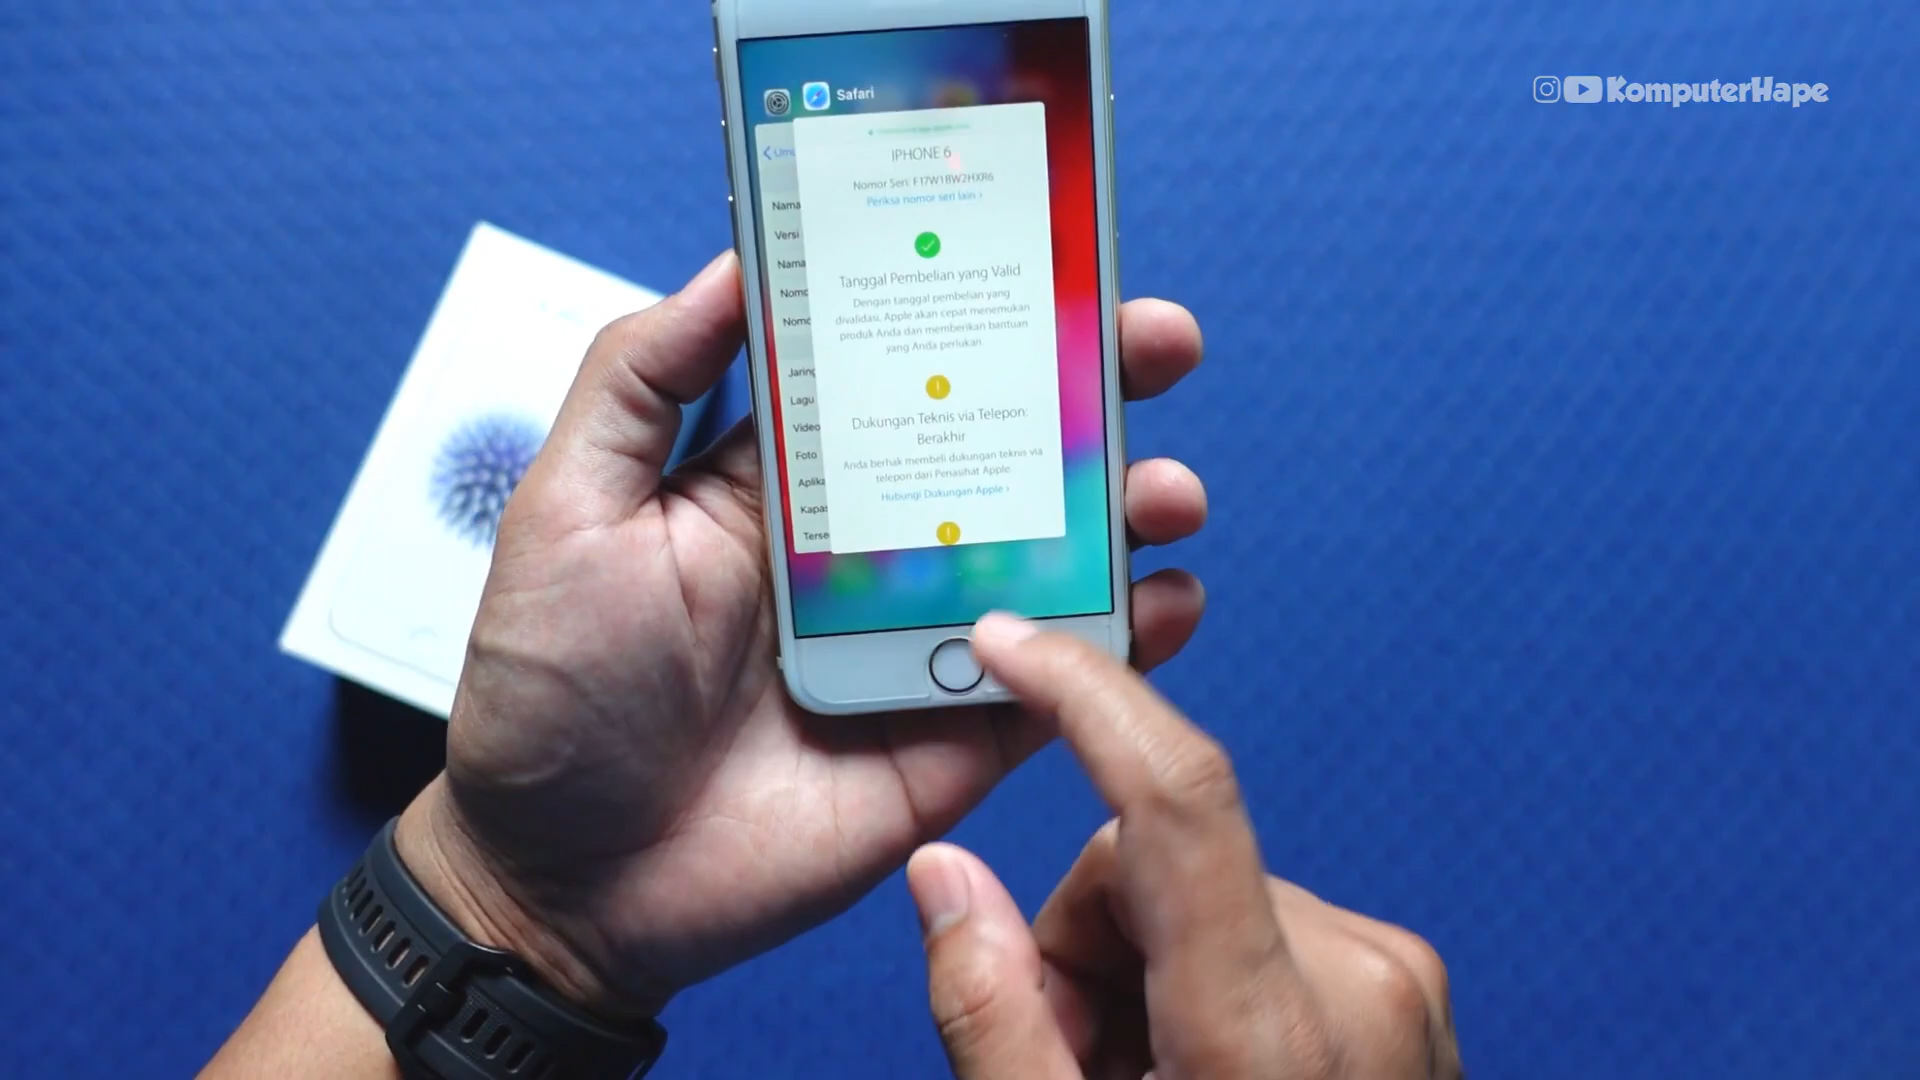 KomputerHape
Safari
IPHONE 6
Nomor Seri: F17W1BW2HXR6
Periksa nomor seri lain >
Tanggal Pembelian yang Valid
Dengan tanggal pembelian yang
divalidasi, Apple akan cepat menemukan
produk Anda dan memberikan bantuan
yang Anda perlukan.
Dukungan Teknis via Telepon:
Berakhir
Anda berhak membeli dukungan teknis via
telepon dari Penasihat Apple
Hubungi Dukungan Apple >
Nama
Versi
Nama
Lagu
Video
Foto